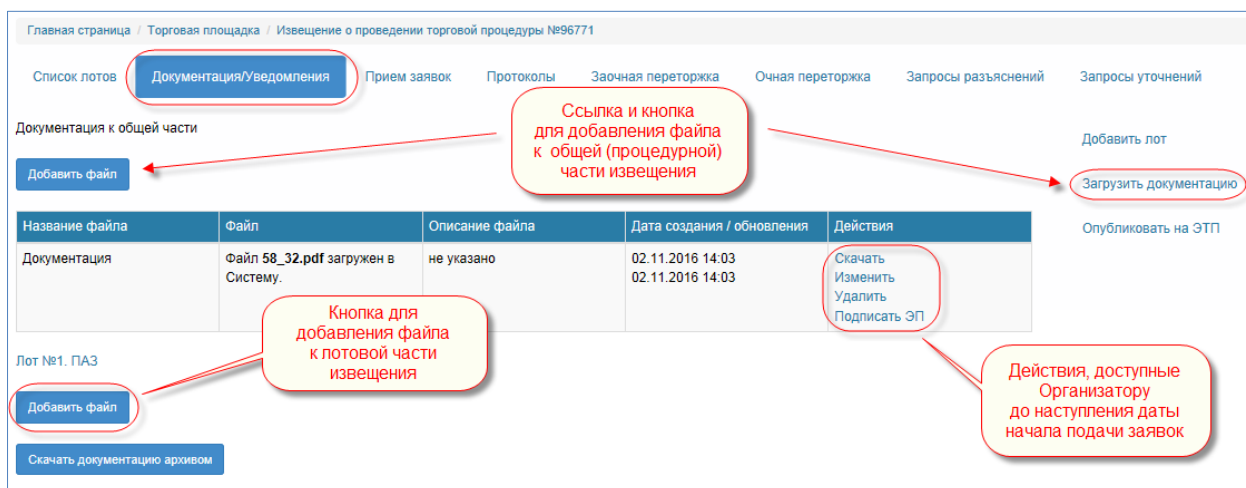 Главная страница / Торговая площадка / Извещение о проведении торговой процедуры №96771
Список лотов Документация/Уведомления Прием заявок Протоколы Заочная переторжка Очная переторжка Запросы разъяснений Запросы уточнений
Документация к общей части
Ссылка и кнопка
для добавления файла
к общей (процедурной)
части извещения
Добавить лот
Добавить файл
Загрузить документацию
Опубликовать на ЭТП
Название файла Файл Описание файла Дата создания / обновления Действия
Документация Файл 58_32.pdf загружен в не указано 02.11.2016 14:03 Скачать
Систему. 02.11.2016 14:03 Изменить
Удалить
Подписать ЭП
Кнопка для
добавления файла
к лотовой части
извещения
Лот №1. ПАЗ
Действия, доступные
Организатору
до наступления даты
начала подачи заявок
Добавить файл
Скачать документацию архивом